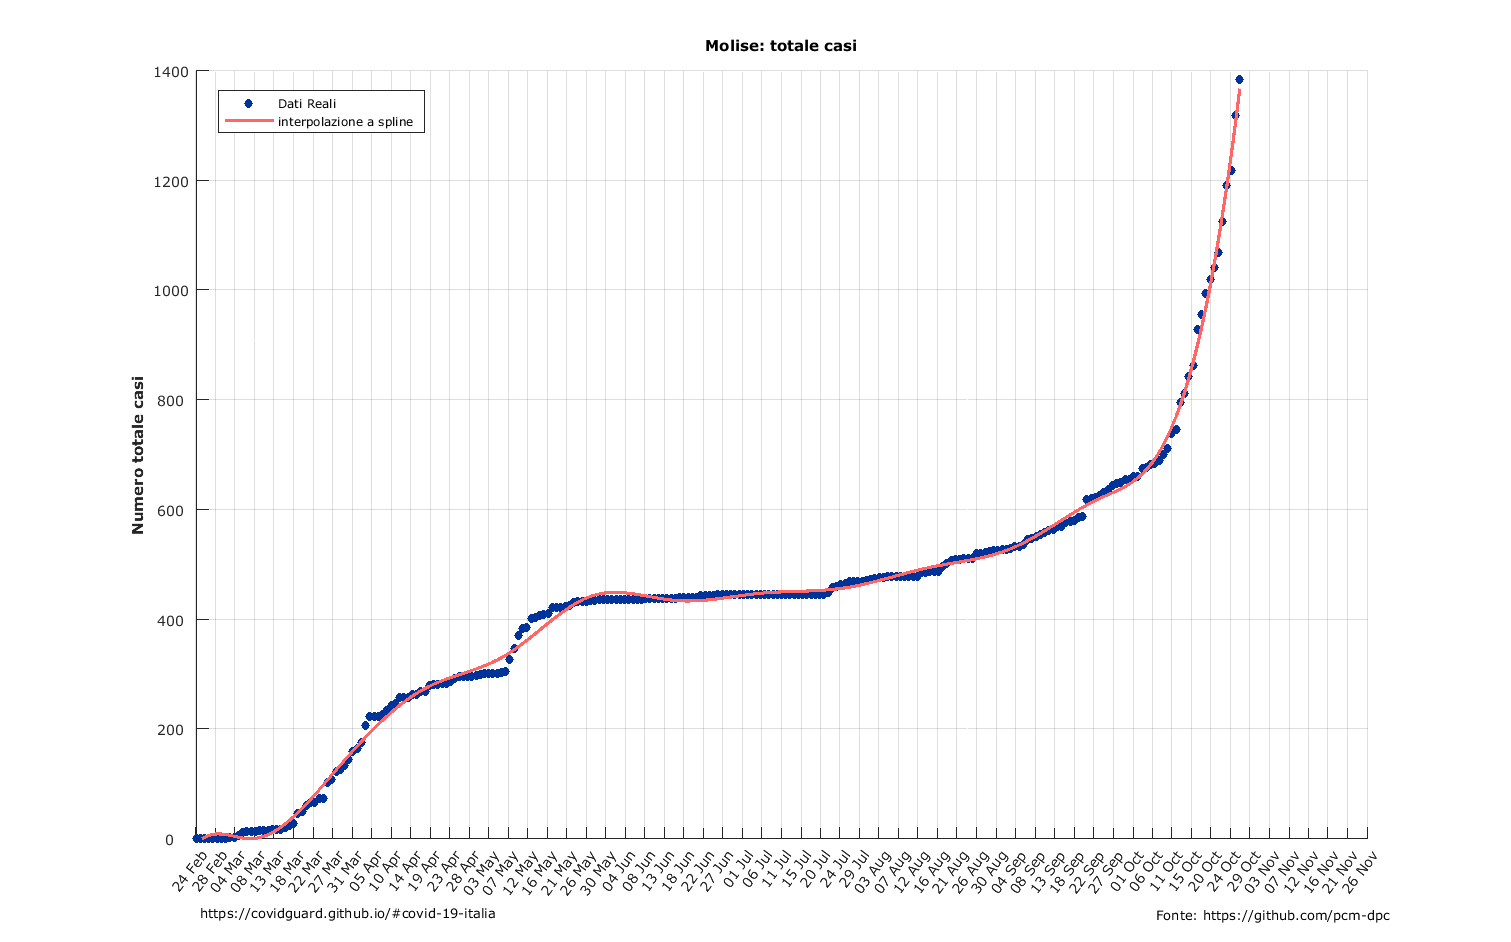 Molise: totale casi
1400
1200
1000
800
600
400
200
0
Numero totale casi
Dati Reali
interpolazione a spline
24 Feb
28 Feb
04 Mar
08 Mar
13 Mar
18 Mar
22 Mar
27 Mar
31 Mar
05 Apr
10 Apr
14 Apr
19 Apr
23 Apr
28 Apr
03 May
07 May
12 May
16 May
21 May
26 May
30 May
04 Jun
08 Jun
13 Jun
18 Jun
22 Jun
27 Jun
01 Jul
06 Jul
11 Jul
15 Jul
20 Jul
24 Jul
29 Jul
03 Aug
07 Aug
12 Aug
16 Aug
21 Aug
26 Aug
30 Aug
04 Sep
08 Sep
13 Sep
18 Sep
22 Sep
27 Sep
01 Oct
06 Oct
11 Oct
15 Oct
20 Oct
24 Oct
29 Oct
03 Nov
07 Nov
12 Nov
16 Nov
21 Nov
26 Nov
https://covidguard.github.io/#covid-19-italia
Fonte: https://github.com/pcm-dpc